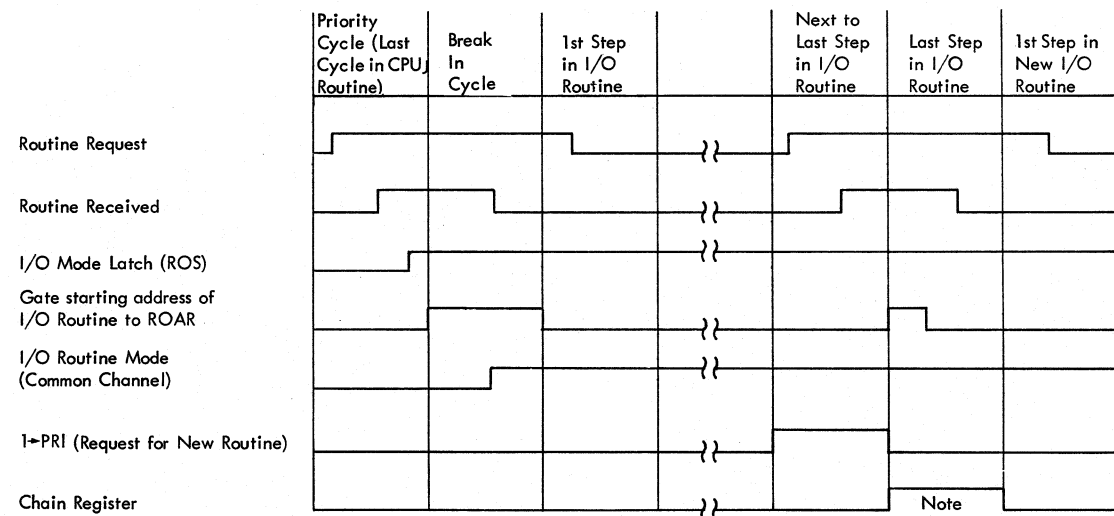 Priority
Cycle (Last
Cycle in CPU
Routine)
Break
In
Cycle
1st Step
in I/O
Routine
Next to
Last Step
in I/O
Routine
Last Step
in I/O
Routine
1st Step in
New I/O
Routine
Routine Request
Routine Received
I/O Mode Latch (ROS)
Gate starting address of
I/O Routine to ROAR
I/O Routine Mode
(Common Channel)
1→PRI (Request for New Routine)
Chain Register
Note